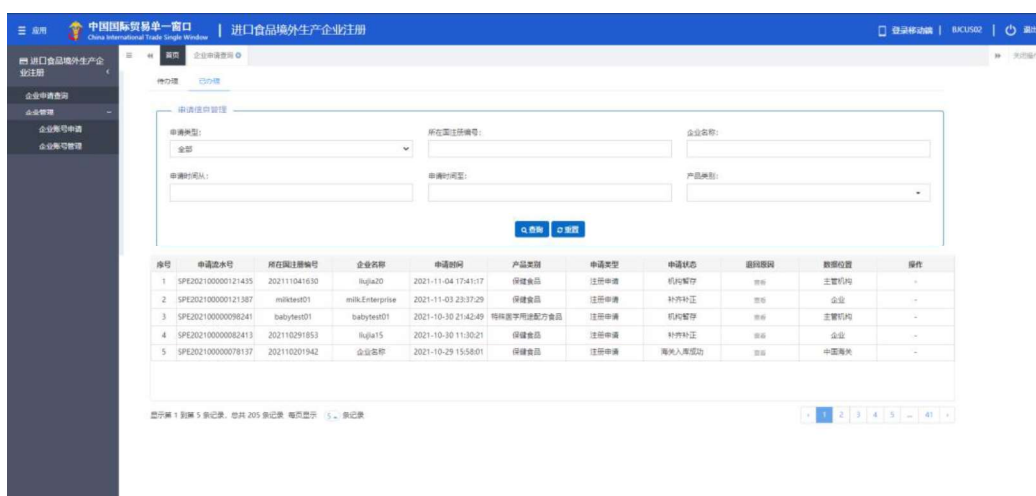 应用 中国国际贸易单一窗口 | 进口食品境外生产企业注册 登录移动端 | BJCUS02 | 退出
China International Trade Single Window
进口食品境外生产企业注册
首页 企业申请查询
企业申请查询
企业管理
企业账号申请
企业账号管理
待办理 已办理
申请信息管理
申请类型: 所在国注册编号: 企业名称:
全部
申请时间从: 申请时间至: 产品类别:
查询 重置
序号 申请流水号 所在国注册编号 企业名称 申请时间 产品类别 申请类型 申请状态 退回原因 数据位置 操作
1 SPE202100000121435 202111041630 liujia20 2021-11-04 17:41:17 保健食品 注册申请 机构暂存 查看 主管机构 -
2 SPE202100000121387 milktest01 milk.Enterprise 2021-11-03 23:37:29 保健食品 注册申请 补齐补正 查看 企业 -
3 SPE202100000098241 babytest01 babytest01 2021-10-30 21:42:49 特殊医学用途配方食品 注册申请 机构暂存 查看 主管机构 -
4 SPE202100000082413 202110291853 liujia15 2021-10-30 11:30:21 保健食品 注册申请 补齐补正 查看 企业 -
5 SPE202100000078137 202110201942 企业名称 2021-10-29 15:58:01 保健食品 注册申请 海关入库成功 查看 中国海关 -
显示第 1 到第 5 条记录，总共 205 条记录 每页显示 5 条记录
‹ 1 2 3 4 5 ... 41 ›